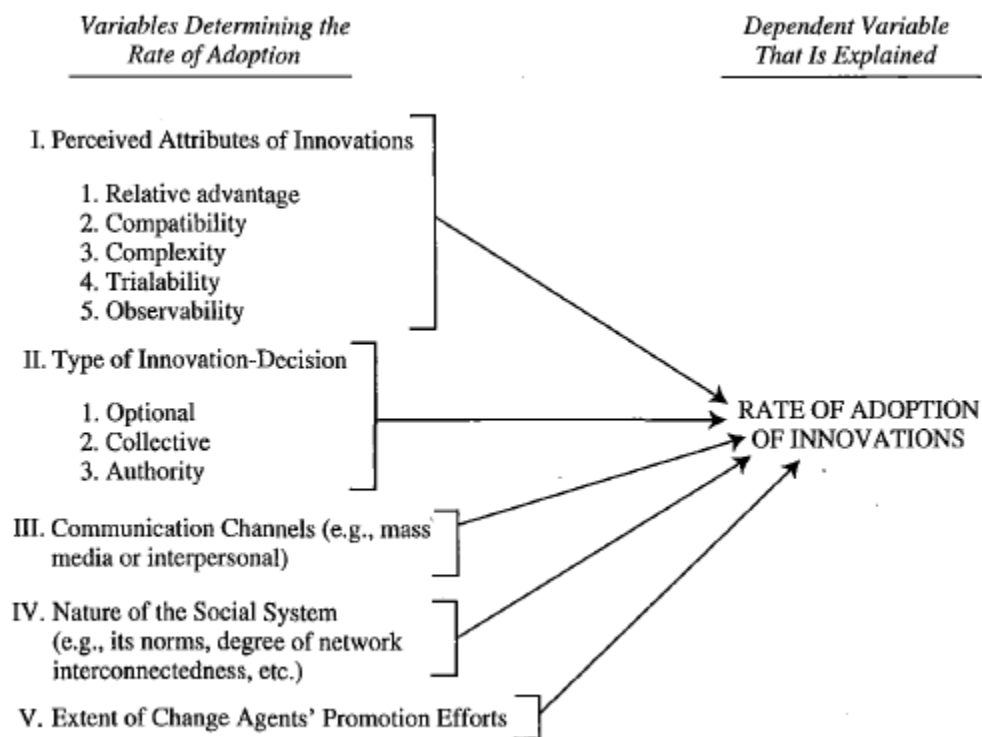 Variables Determining the
Rate of Adoption
Dependent Variable
That Is Explained
I. Perceived Attributes of Innovations
1. Relative advantage
2. Compatibility
3. Complexity
4. Trialability
5. Observability
II. Type of Innovation-Decision
1. Optional
2. Collective
3. Authority
III. Communication Channels (e.g., mass
media or interpersonal)
IV. Nature of the Social System
(e.g., its norms, degree of network
interconnectedness, etc.)
V. Extent of Change Agents' Promotion Efforts
RATE OF ADOPTION
OF INNOVATIONS